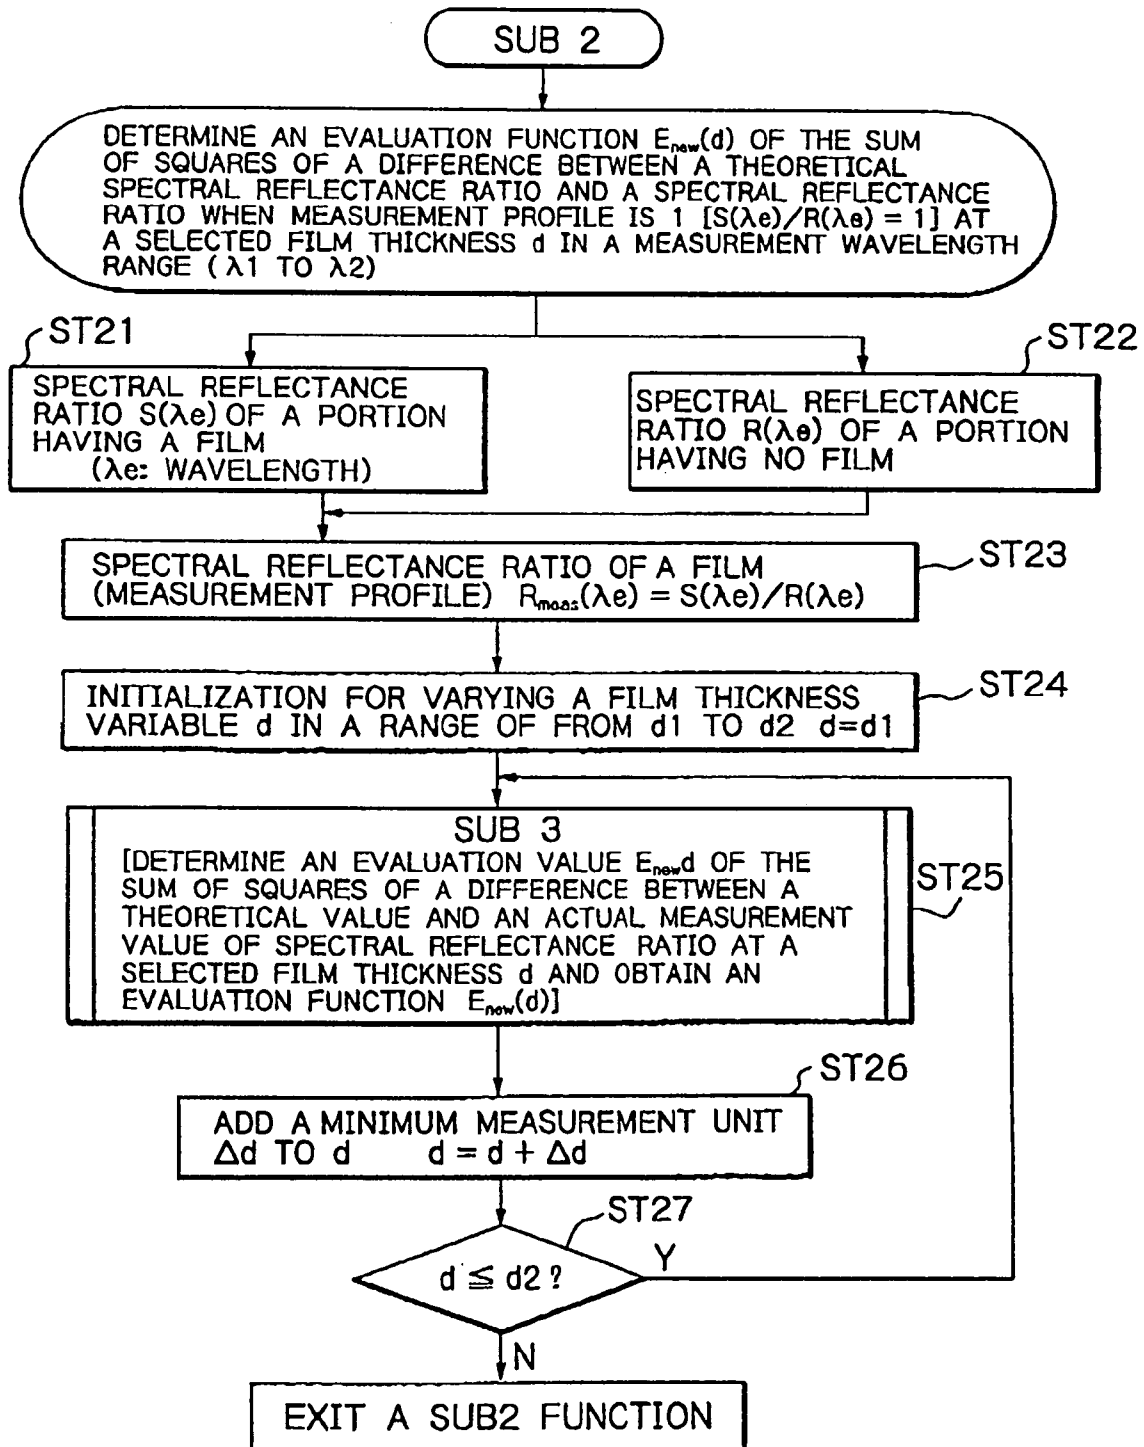 SUB 2
DETERMINE AN EVALUATION FUNCTION Enew(d) OF THE SUM
OF SQUARES OF A DIFFERENCE BETWEEN A THEORETICAL
SPECTRAL REFLECTANCE RATIO AND A SPECTRAL REFLECTANCE
RATIO WHEN MEASUREMENT PROFILE IS 1 [S(λe)/R(λe) = 1] AT
A SELECTED FILM THICKNESS d IN A MEASUREMENT WAVELENGTH
RANGE (λ1 TO λ2)
ST21
SPECTRAL REFLECTANCE
RATIO S(λe) OF A PORTION
HAVING A FILM
(λe: WAVELENGTH)
ST22
SPECTRAL REFLECTANCE
RATIO R(λe) OF A PORTION
HAVING NO FILM
ST23
SPECTRAL REFLECTANCE RATIO OF A FILM
(MEASUREMENT PROFILE) Rmeas(λe) = S(λe)/R(λe)
ST24
INITIALIZATION FOR VARYING A FILM THICKNESS
VARIABLE d IN A RANGE OF FROM d1 TO d2 d=d1
SUB 3
[DETERMINE AN EVALUATION VALUE Enewd OF THE
SUM OF SQUARES OF A DIFFERENCE BETWEEN A
THEORETICAL VALUE AND AN ACTUAL MEASUREMENT
VALUE OF SPECTRAL REFLECTANCE RATIO AT A
SELECTED FILM THICKNESS d AND OBTAIN AN
EVALUATION FUNCTION Enew(d)]
ST25
ST26
ADD A MINIMUM MEASUREMENT UNIT
Δd TO d d = d + Δd
ST27
d ≦ d2 ?
Y
N
EXIT A SUB2 FUNCTION